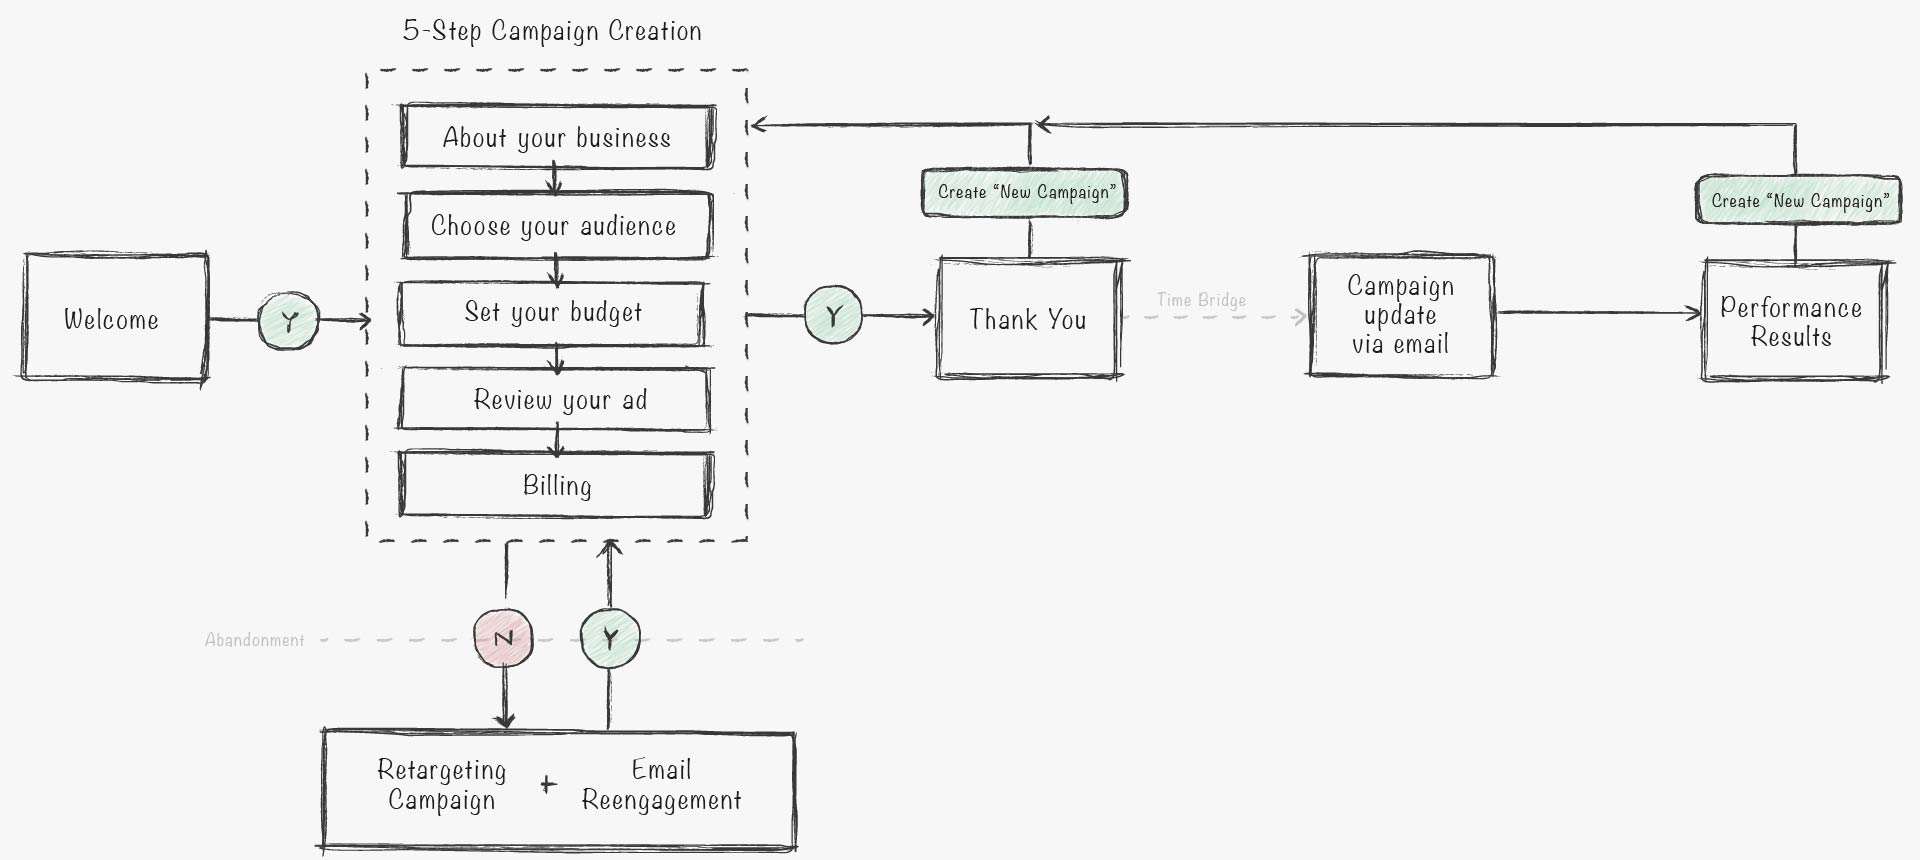 5-Step Campaign Creation
About your business
Choose your audience
Set your budget
Review your ad
Billing
Welcome
Y
Y
Create “New Campaign”
Thank You
Time Bridge
Campaign
update
via email
Create “New Campaign”
Performance
Results
Abandonment
N
Y
Retargeting
Campaign
+
Email
Reengagement